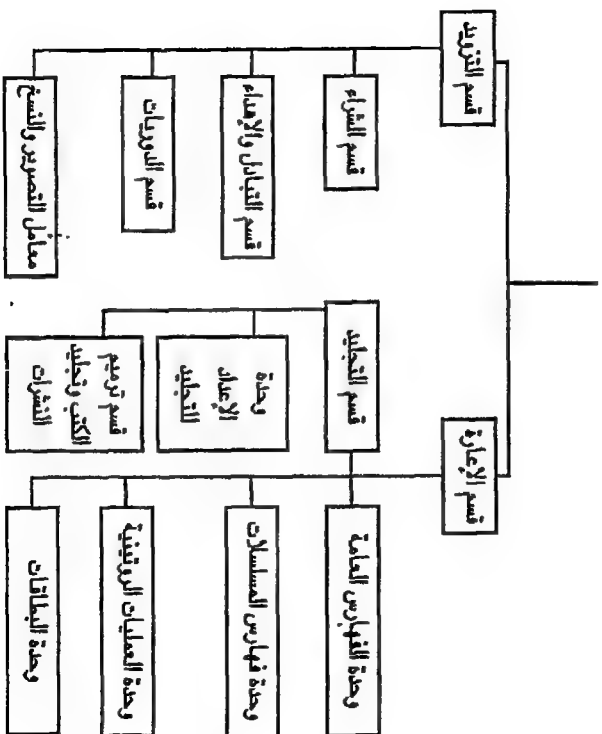 قسم التزويد
قسم الشراء
قسم التبادل والإهداء
قسم الدوريات
معامل التصوير والنسخ
قسم الإعارة
قسم التجليد
وحدة
الإعداد
للتجليد
قسم ترميم
الكتب وتجليد
النشرات
وحدة الفهارس العامة
وحدة فهارس المسلسلات
وحدة العمليات الروتينية
وحدة البطاقات